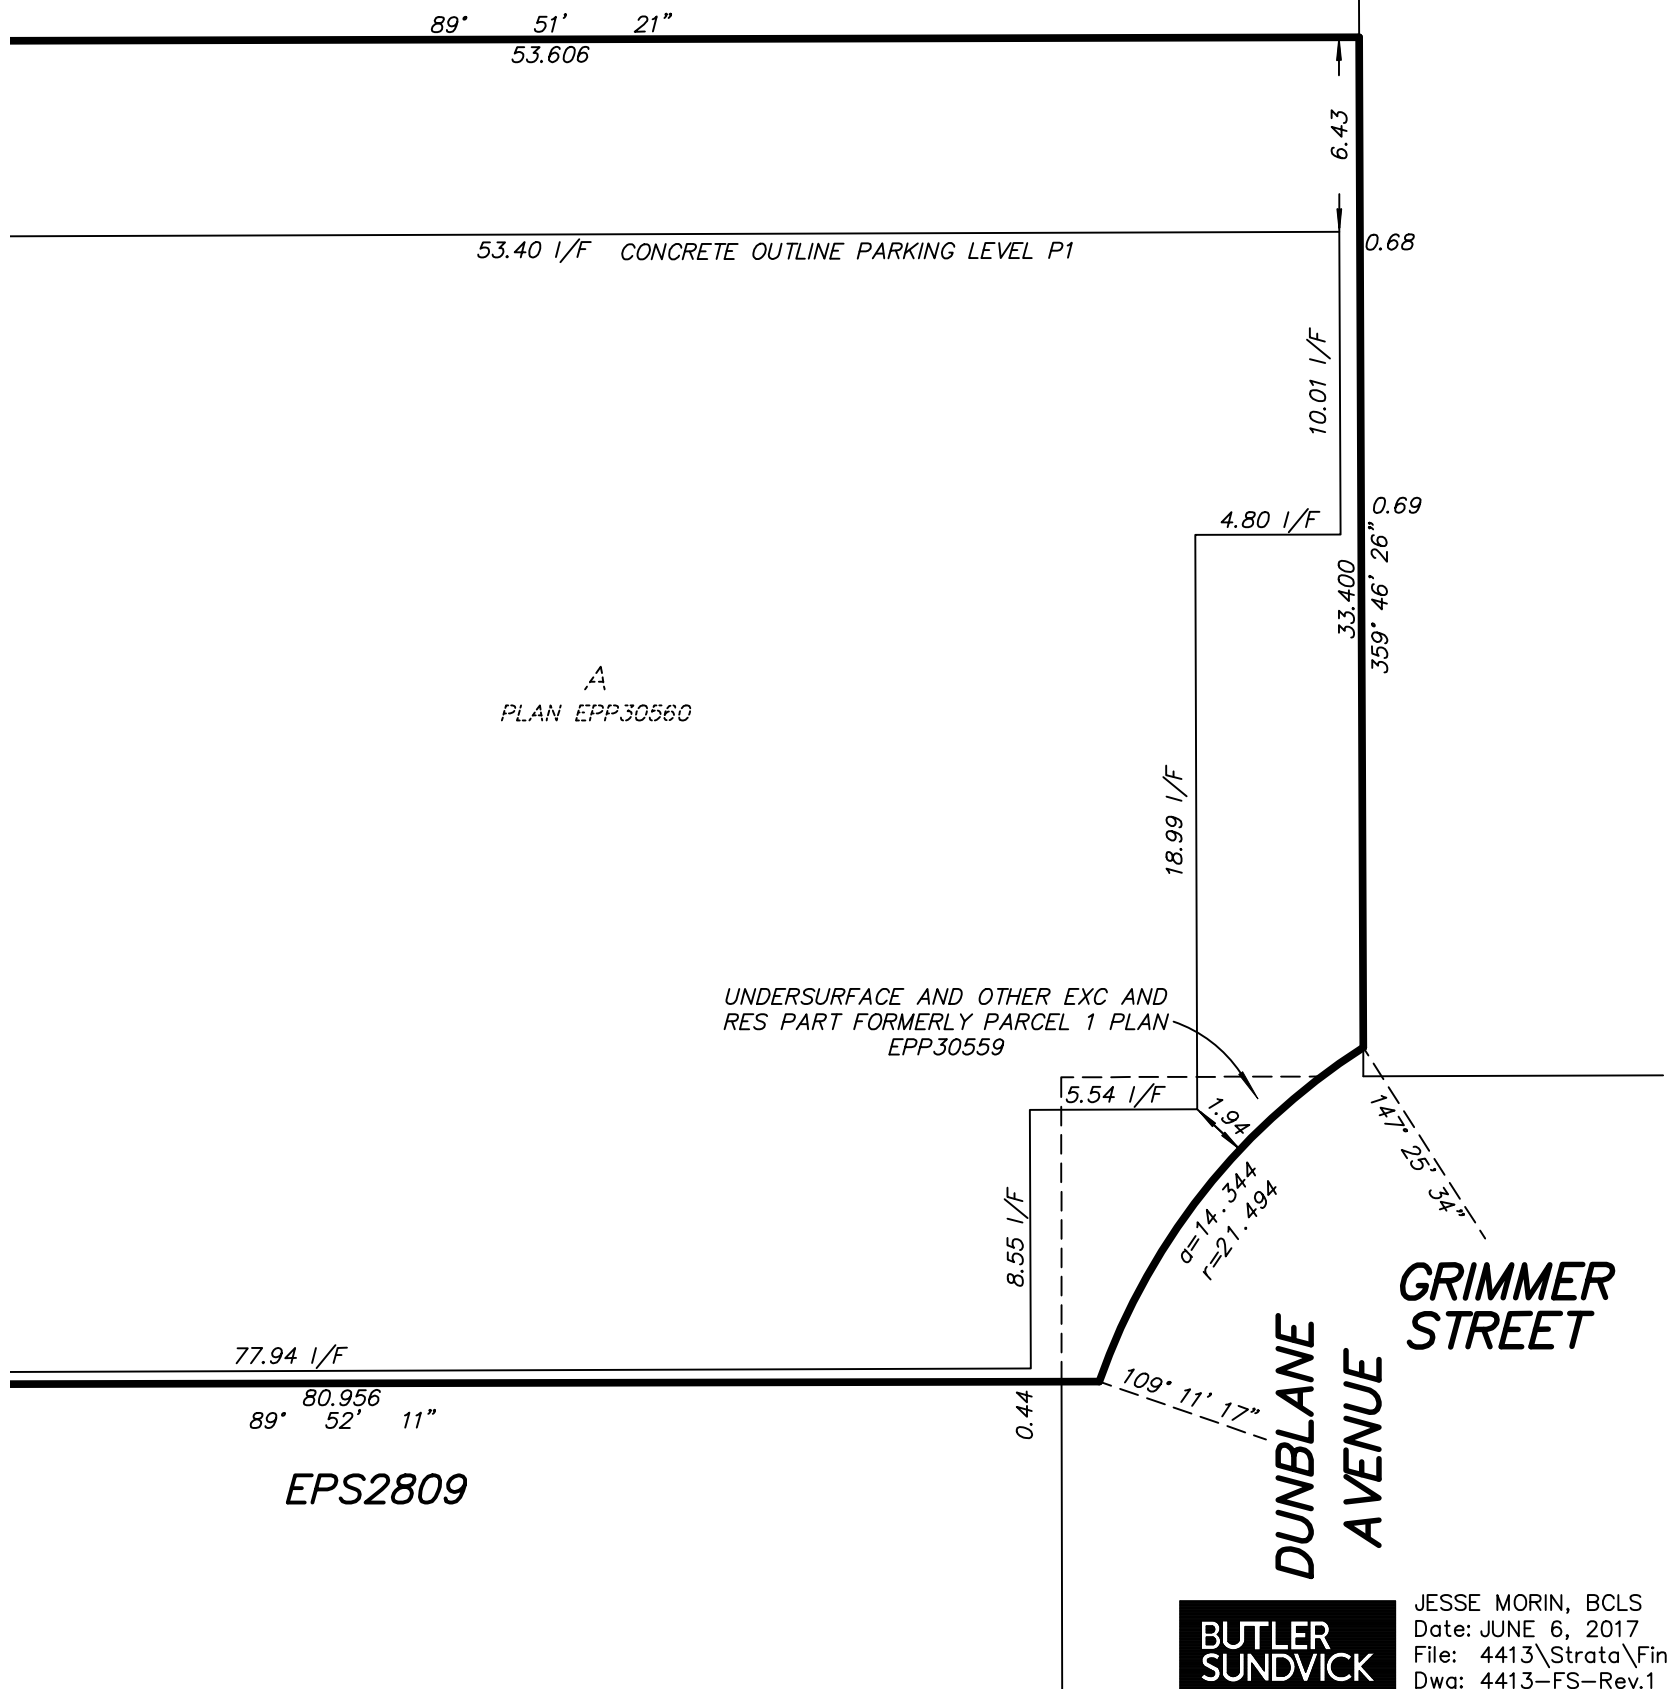 89° 51' 21"
53.606
6.43
53.40 I/F CONCRETE OUTLINE PARKING LEVEL P1
0.68
10.01 I/F
4.80 I/F
0.69
33.400
359° 46' 26"
A
PLAN EPP30560
18.99 I/F
UNDERSURFACE AND OTHER EXC AND
RES PART FORMERLY PARCEL 1 PLAN
EPP30559
5.54 I/F
1.94
147° 25' 34"
a=14.344
r=21.494
8.55 I/F
GRIMMER
STREET
77.94 I/F
80.956
89° 52' 11"
0.44
109° 11' 17"
DUNBLANE
AVENUE
EPS2809
BUTLER
SUNDVICK
JESSE MORIN, BCLS
Date: JUNE 6, 2017
File: 4413\Strata\Fin
Dwg: 4413-FS-Rev.1